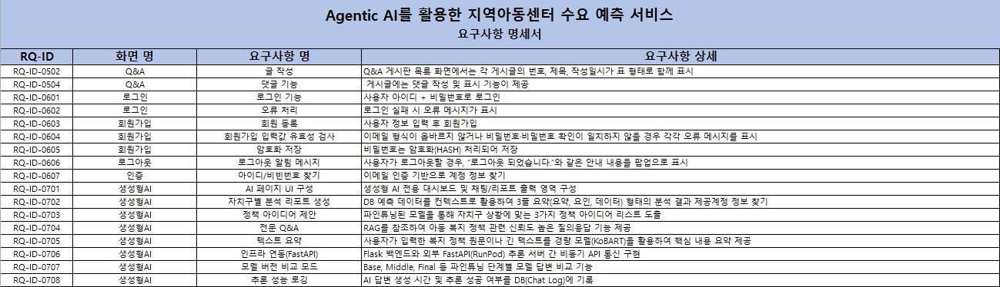 Agentic AI를 활용한 지역아동센터 수요 예측 서비스
요구사항 명세서
RQ-ID 화면 명 요구사항 명 요구사항 상세
RQ-ID-0502 Q&A 글 작성 Q&A 게시판 목록 화면에서는 각 게시글의 번호, 제목, 작성일시가 표 형태로 함께 표시
RQ-ID-0504 Q&A 댓글 기능 게시글에는 댓글 작성 및 표시 기능이 제공
RQ-ID-0601 로그인 로그인 기능 사용자 아이디 + 비밀번호로 로그인
RQ-ID-0602 로그인 오류 처리 로그인 실패 시 오류 메시지가 표시
RQ-ID-0603 회원가입 회원 등록 사용자 정보 입력 후 회원가입
RQ-ID-0604 회원가입 회원가입 입력값 유효성 검사 이메일 형식이 올바르지 않거나 비밀번호·비밀번호 확인이 일치하지 않을 경우 각각 오류 메시지를 표시
RQ-ID-0605 회원가입 암호화 저장 비밀번호는 암호화(HASH) 처리되어 저장
RQ-ID-0606 로그아웃 로그아웃 알림 메시지 사용자가 로그아웃할 경우, “로그아웃 되었습니다.”와 같은 안내 내용을 팝업으로 표시
RQ-ID-0607 인증 아이디/비빈번호 찾기 이메일 인증 기반으로 계정 정보 찾기
RQ-ID-0701 생성형AI AI 페이지 UI 구성 생성형 AI 전용 대시보드 및 채팅/리포트 출력 영역 구성
RQ-ID-0702 생성형AI 자치구별 분석 리포트 생성 DB 예측 데이터를 컨텍스트로 활용하여 3줄 요약(요약, 요인, 데이터) 형태의 분석 결과 제공계정 정보 찾기
RQ-ID-0703 생성형AI 정책 아이디어 제안 파인튜닝된 모델을 통해 자치구 상황에 맞는 3가지 정책 아이디어 리스트 도출
RQ-ID-0704 생성형AI 전문 Q&A RAG를 참조하여 아동 복지 정책 관련 신뢰도 높은 질의응답 기능 제공
RQ-ID-0705 생성형AI 텍스트 요약 사용자가 입력한 복지 정책 원문이나 긴 텍스트를 경량 모델(KoBART)을 활용하여 핵심 내용 요약 제공
RQ-ID-0706 생성형AI 인프라 연동(FastAPI) Flask 백엔드와 외부 FastAPI(RunPod) 추론 서버 간 비동기 API 통신 구현
RQ-ID-0707 생성형AI 모델 버전 비교 모드 Base, Middle, Final 등 파인튜닝 단계별 모델 답변 비교 기능
RQ-ID-0708 생성형AI 추론 성능 로깅 AI 답변 생성 시간 및 추론 성공 여부를 DB(Chat Log)에 기록